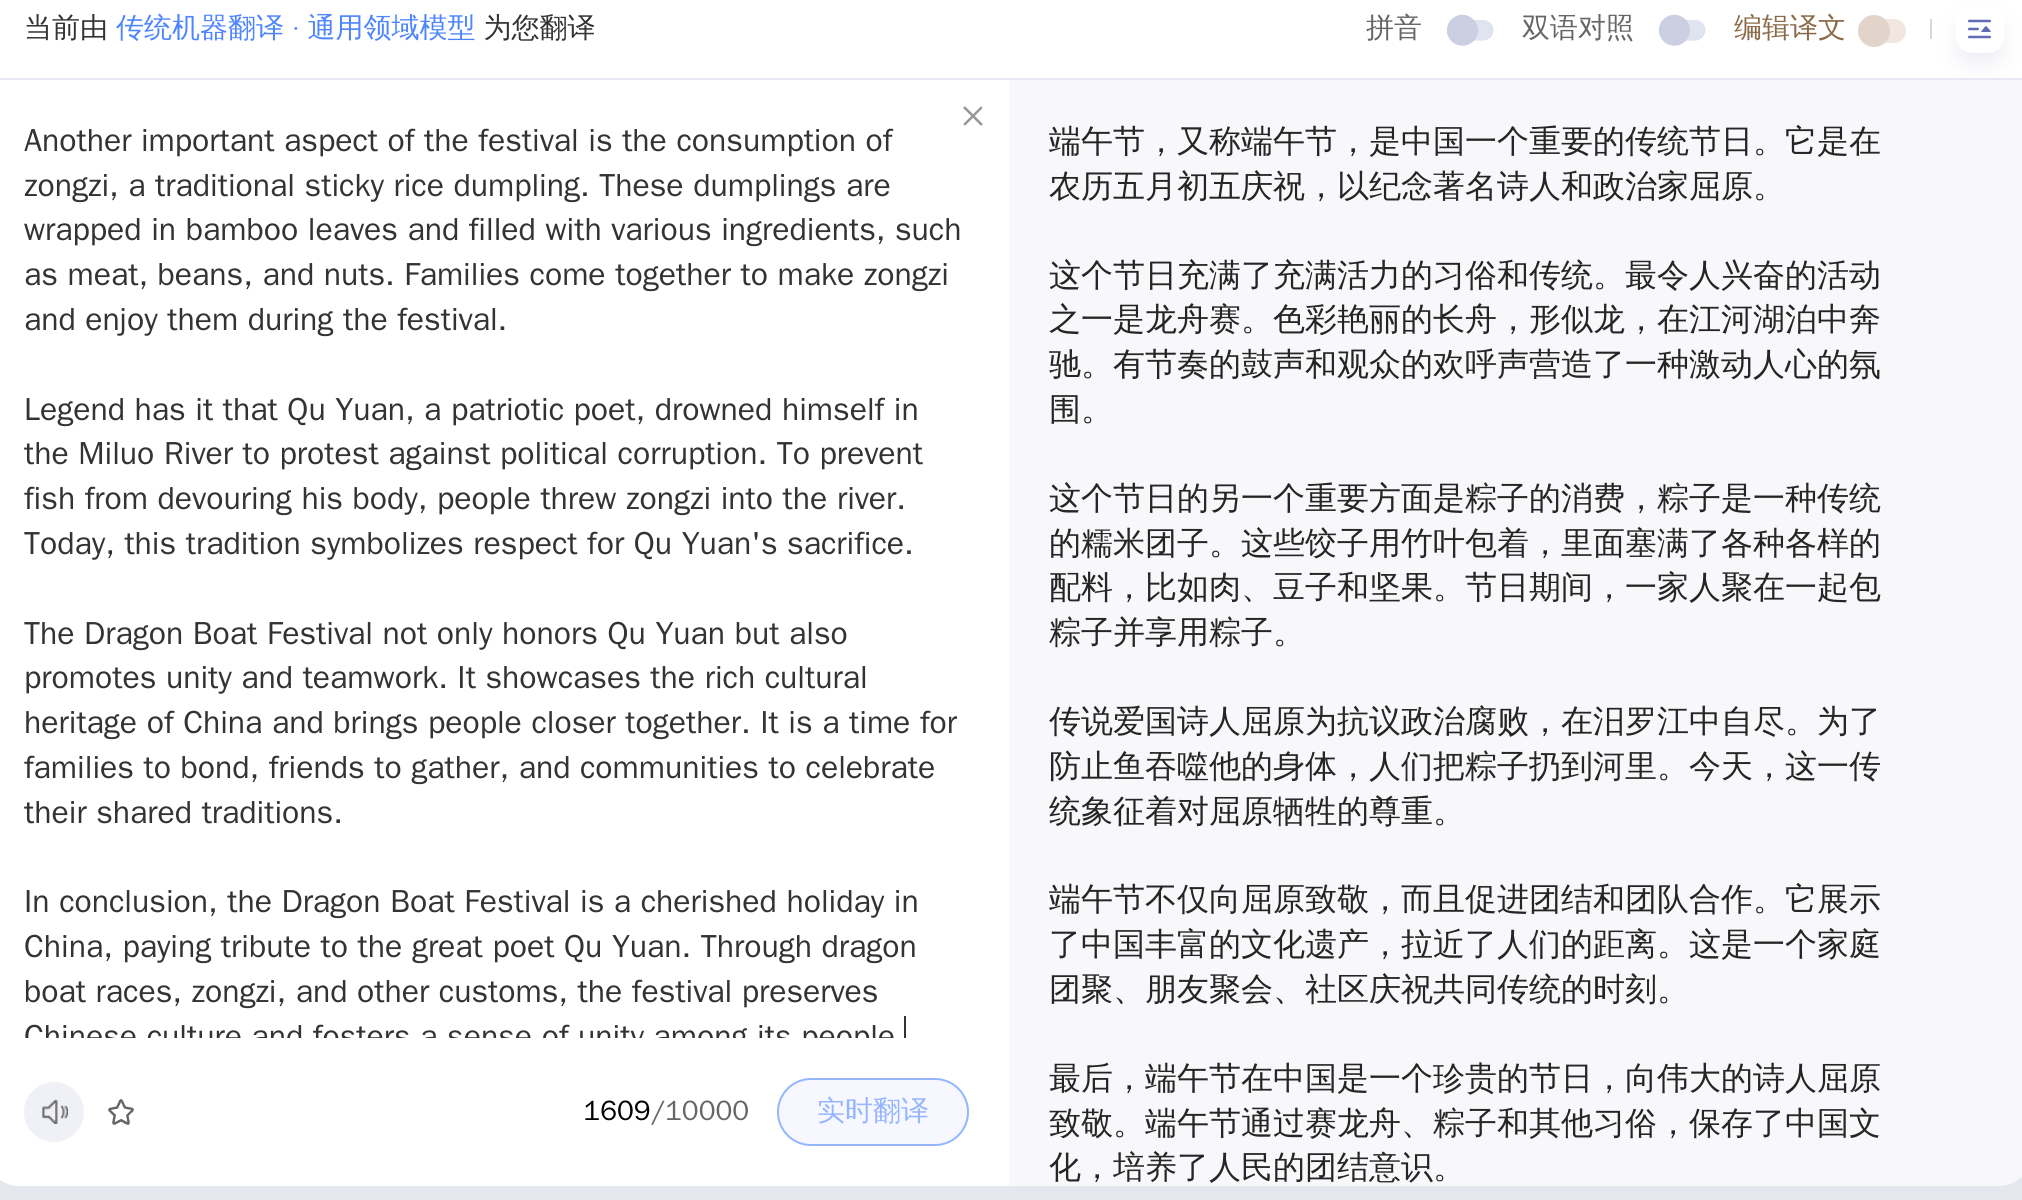 当前由 传统机器翻译 · 通用领域模型 为您翻译
拼音 双语对照 编辑译文
Another important aspect of the festival is the consumption of
zongzi, a traditional sticky rice dumpling. These dumplings are
wrapped in bamboo leaves and filled with various ingredients, such
as meat, beans, and nuts. Families come together to make zongzi
and enjoy them during the festival.
Legend has it that Qu Yuan, a patriotic poet, drowned himself in
the Miluo River to protest against political corruption. To prevent
fish from devouring his body, people threw zongzi into the river.
Today, this tradition symbolizes respect for Qu Yuan's sacrifice.
The Dragon Boat Festival not only honors Qu Yuan but also
promotes unity and teamwork. It showcases the rich cultural
heritage of China and brings people closer together. It is a time for
families to bond, friends to gather, and communities to celebrate
their shared traditions.
In conclusion, the Dragon Boat Festival is a cherished holiday in
China, paying tribute to the great poet Qu Yuan. Through dragon
boat races, zongzi, and other customs, the festival preserves
Chinese culture and fosters a sense of unity among its people.
1609/10000
实时翻译
端午节，又称端午节，是中国一个重要的传统节日。它是在
农历五月初五庆祝，以纪念著名诗人和政治家屈原。
这个节日充满了充满活力的习俗和传统。最令人兴奋的活动
之一是龙舟赛。色彩艳丽的长舟，形似龙，在江河湖泊中奔
驰。有节奏的鼓声和观众的欢呼声营造了一种激动人心的氛
围。
这个节日的另一个重要方面是粽子的消费，粽子是一种传统
的糯米团子。这些饺子用竹叶包着，里面塞满了各种各样的
配料，比如肉、豆子和坚果。节日期间，一家人聚在一起包
粽子并享用粽子。
传说爱国诗人屈原为抗议政治腐败，在汨罗江中自尽。为了
防止鱼吞噬他的身体，人们把粽子扔到河里。今天，这一传
统象征着对屈原牺牲的尊重。
端午节不仅向屈原致敬，而且促进团结和团队合作。它展示
了中国丰富的文化遗产，拉近了人们的距离。这是一个家庭
团聚、朋友聚会、社区庆祝共同传统的时刻。
最后，端午节在中国是一个珍贵的节日，向伟大的诗人屈原
致敬。端午节通过赛龙舟、粽子和其他习俗，保存了中国文
化，培养了人民的团结意识。